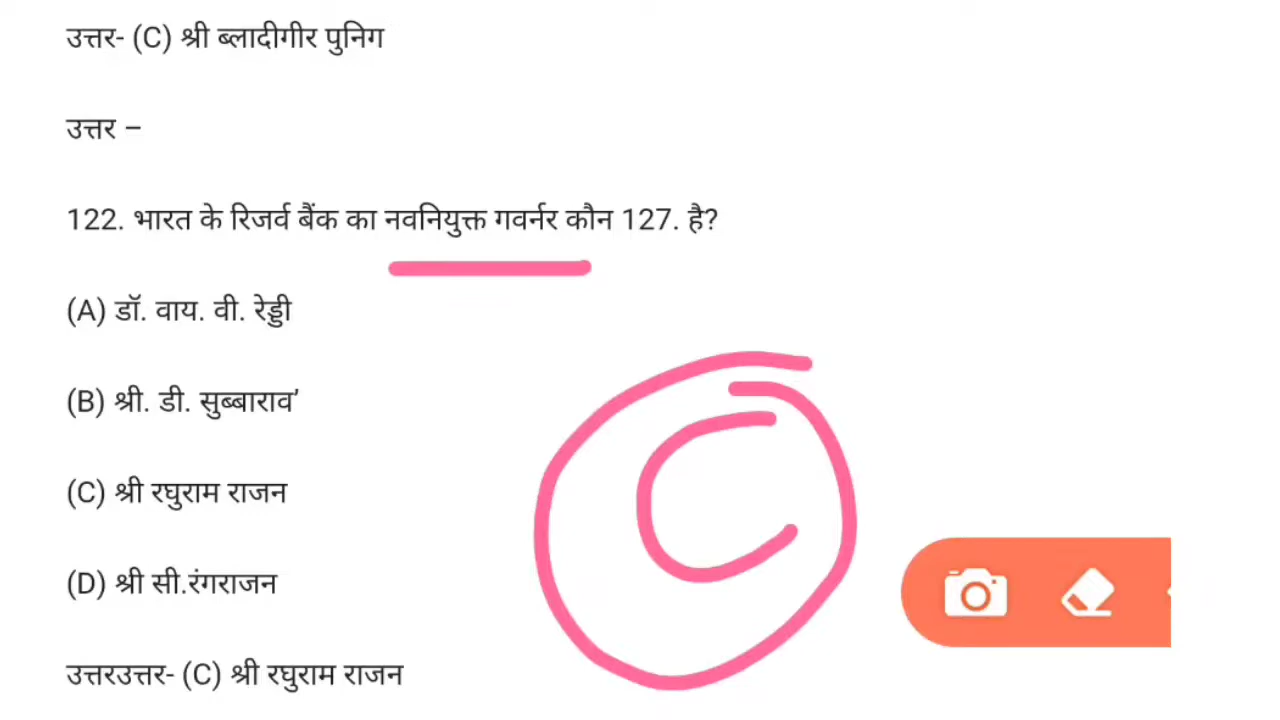 उत्तर- (C) श्री ब्लादीगीर पुनिग
उत्तर –
122. भारत के रिजर्व बैंक का नवनियुक्त गवर्नर कौन 127. है?
(A) डॉ. वाय. वी. रेड्डी
(B) श्री. डी. सुब्बाराव’
(C) श्री रघुराम राजन
C
(D) श्री सी.रंगराजन
उत्तरउत्तर- (C) श्री रघुराम राजन